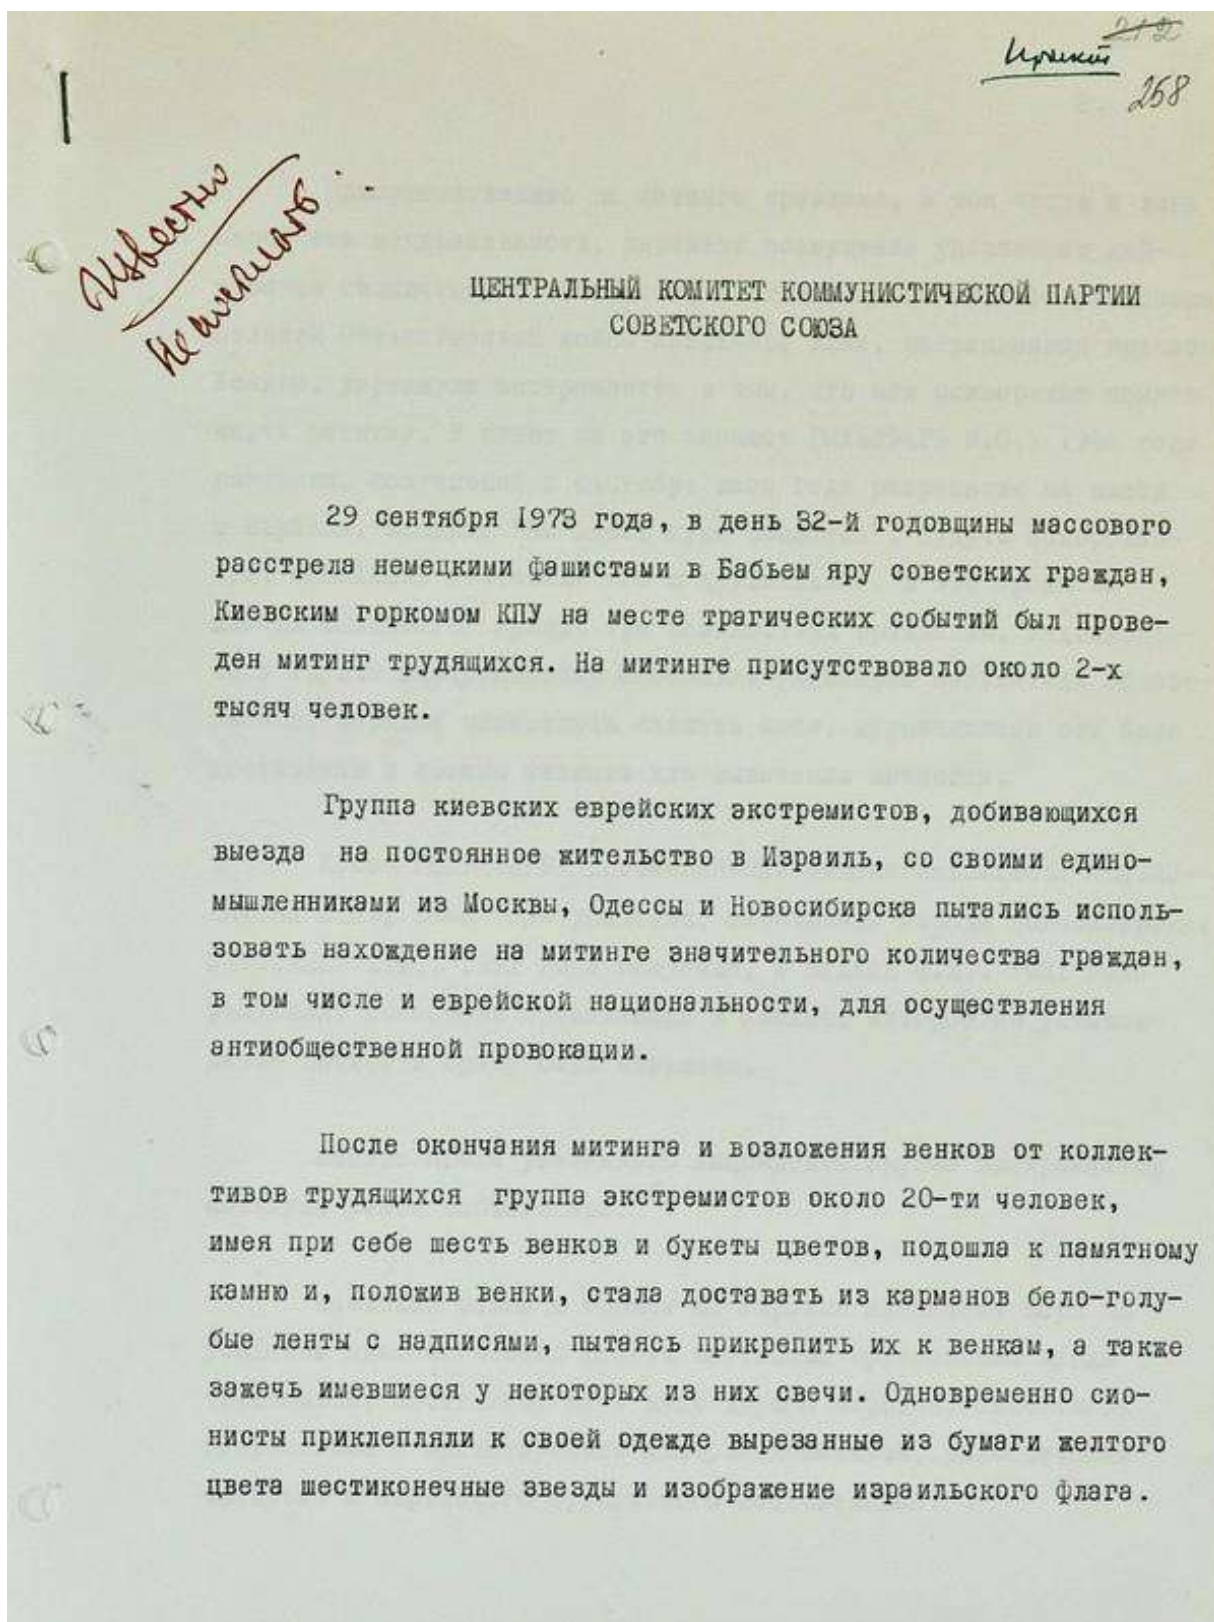 212
Проект
268
Известно
Не посылать
ЦЕНТРАЛЬНЫЙ КОМИТЕТ КОММУНИСТИЧЕСКОЙ ПАРТИИ
СОВЕТСКОГО СОЮЗА
29 сентября 1973 года, в день 32-й годовщины массового
расстрела немецкими фашистами в Бабьем яру советских граждан,
Киевским горкомом КПУ на месте трагических событий был прове-
ден митинг трудящихся. На митинге присутствовало около 2-х
тысяч человек.
Группа киевских еврейских экстремистов, добивающихся
выезда на постоянное жительство в Израиль, со своими едино-
мышленниками из Москвы, Одессы и Новосибирска пытались исполь-
зовать нахождение на митинге значительного количества граждан,
в том числе и еврейской национальности, для осуществления
антиобщественной провокации.
После окончания митинга и возложения венков от коллек-
тивов трудящихся группа экстремистов около 20-ти человек,
имея при себе шесть венков и букеты цветов, подошла к памятному
камню и, положив венки, стала доставать из карманов бело-голу-
бые ленты с надписями, пытаясь прикрепить их к венкам, а также
зажечь имевшиеся у некоторых из них свечи. Одновременно сио-
нисты приклепляли к своей одежде вырезанные из бумаги желтого
цвета шестиконечные звезды и изображение израильского флага.